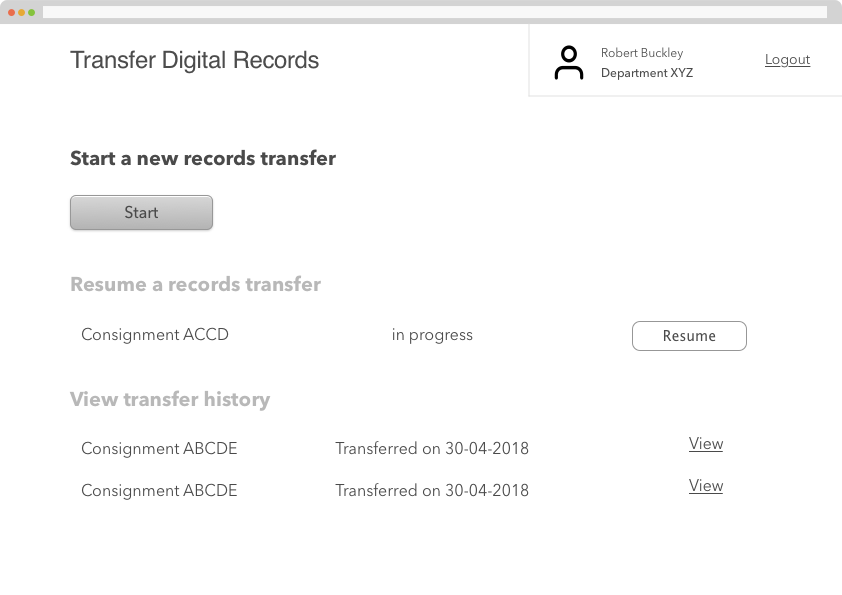 Transfer Digital Records
Robert Buckley
Department XYZ
Logout
Start a new records transfer
Start
Resume a records transfer
Consignment ACCD in progress Resume
View transfer history
Consignment ABCDE Transferred on 30-04-2018 View
Consignment ABCDE Transferred on 30-04-2018 View